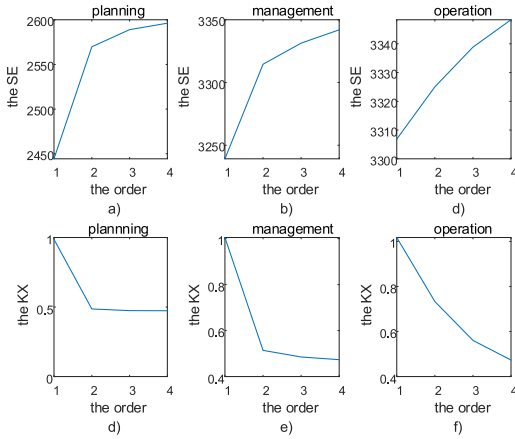 planning
management
operation
2600
2550
2500
2450
the SE
1 2 3 4
the order
a)
3350
3300
3250
the SE
1 2 3 4
the order
b)
3340
3330
3320
3310
3300
the SE
1 2 3 4
the order
d)
plannning
management
operation
1
0.5
0
the KX
1 2 3 4
the order
d)
1
0.8
0.6
0.4
the KX
1 2 3 4
the order
e)
1
0.8
0.6
0.4
the KX
1 2 3 4
the order
f)